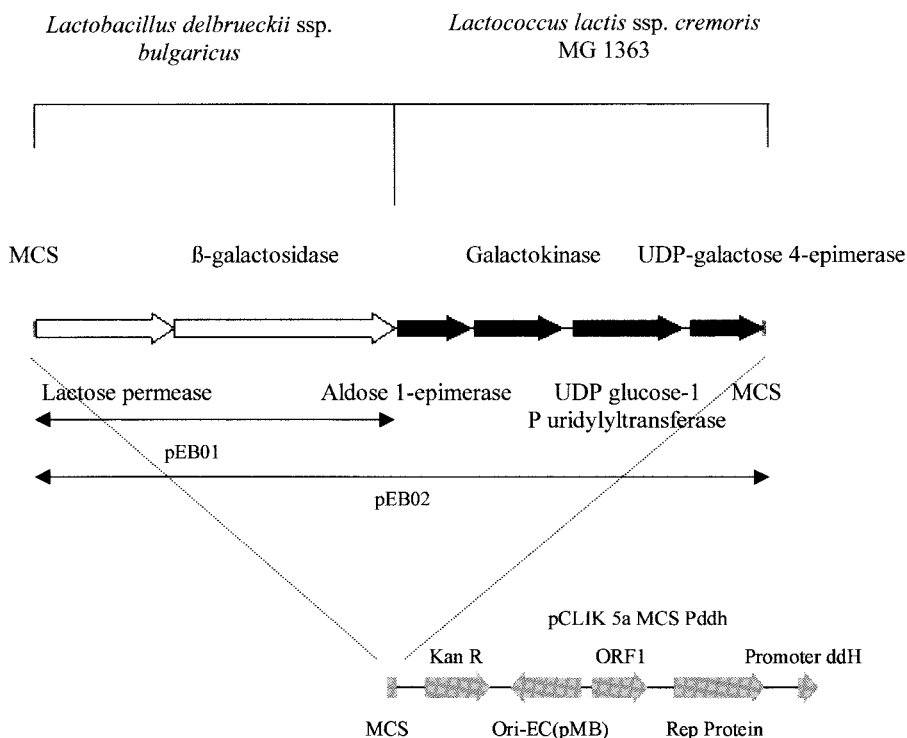 Lactobacillus delbrueckii ssp.
bulgaricus
Lactococcus lactis ssp. cremoris
MG 1363
MCS
ß-galactosidase
Galactokinase
UDP-galactose 4-epimerase
Lactose permease
Aldose 1-epimerase
UDP glucose-1
P uridylyltransferase
MCS
pEB01
pEB02
pCLIK 5a MCS Pddh
Kan R
ORF1
Promoter ddH
MCS
Ori-EC(pMB)
Rep Protein